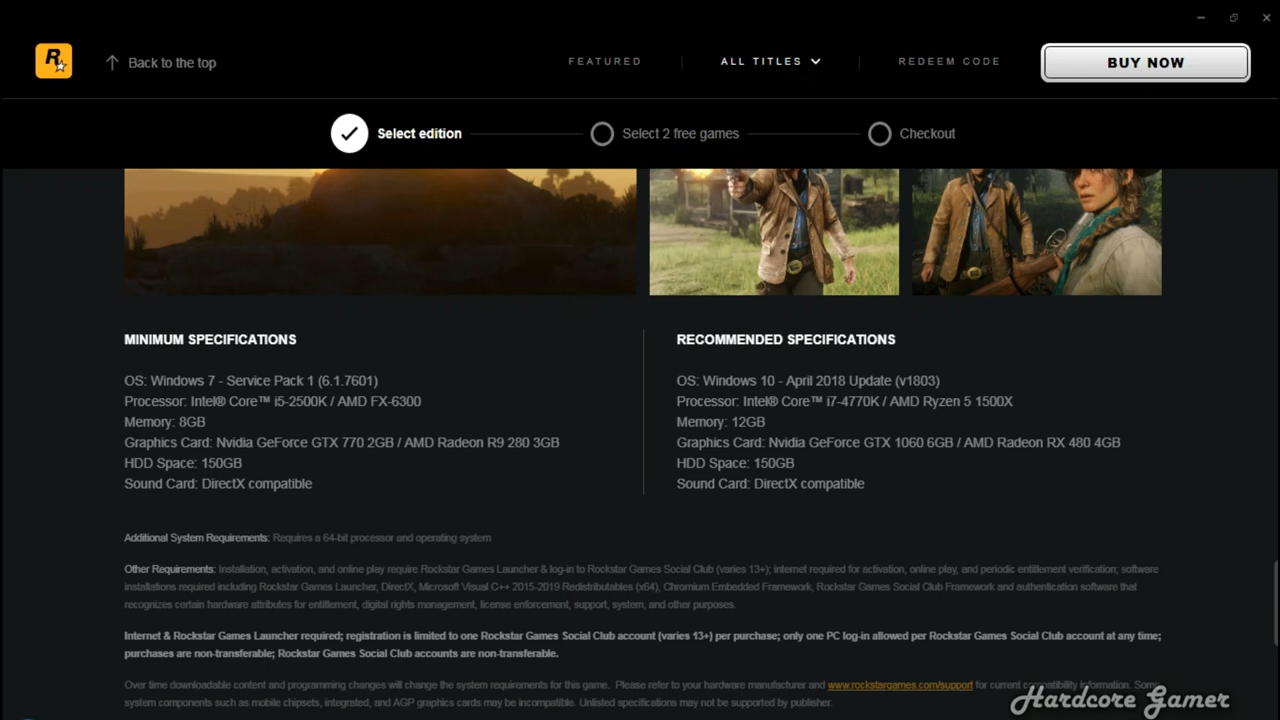 R
Back to the top
FEATURED
ALL TITLES
REDEEM CODE
BUY NOW
Select edition
Select 2 free games
Checkout
MINIMUM SPECIFICATIONS
OS: Windows 7 - Service Pack 1 (6.1.7601)
Processor: Intel® Core™ i5-2500K / AMD FX-6300
Memory: 8GB
Graphics Card: Nvidia GeForce GTX 770 2GB / AMD Radeon R9 280 3GB
HDD Space: 150GB
Sound Card: DirectX compatible
RECOMMENDED SPECIFICATIONS
OS: Windows 10 - April 2018 Update (v1803)
Processor: Intel® Core™ i7-4770K / AMD Ryzen 5 1500X
Memory: 12GB
Graphics Card: Nvidia GeForce GTX 1060 6GB / AMD Radeon RX 480 4GB
HDD Space: 150GB
Sound Card: DirectX compatible
Additional System Requirements: Requires a 64-bit processor and operating system
Other Requirements: Installation, activation, and online play require Rockstar Games Launcher & log-in to Rockstar Games Social Club (varies 13+); internet required for activation, online play, and periodic entitlement verification; software
installations required including Rockstar Games Launcher, DirectX, Microsoft Visual C++ 2015-2019 Redistributables (x64), Chromium Embedded Framework, Rockstar Games Social Club Framework and authentication software that
recognizes certain hardware attributes for entitlement, digital rights management, license enforcement, support, system, and other purposes.
Internet & Rockstar Games Launcher required; registration is limited to one Rockstar Games Social Club account (varies 13+) per purchase; only one PC log-in allowed per Rockstar Games Social Club account at any time;
purchases are non-transferable; Rockstar Games Social Club accounts are non-transferable.
Over time downloadable content and programming changes will change the system requirements for this game. Please refer to your hardware manufacturer and www.rockstargames.com/support for current compatibility information. Some
system components such as mobile chipsets, integrated, and AGP graphics cards may be incompatible. Unlisted specifications may not be supported by publisher.
Hardcore Gamer